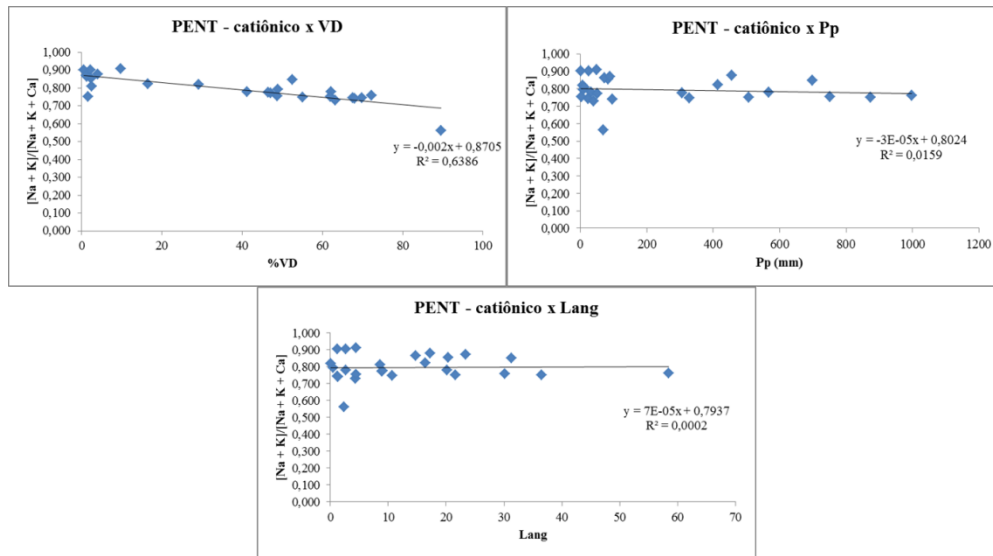 PENT - catiônico x VD
[Na + K]/[Na + K + Ca]
1,000
0,900
0,800
0,700
0,600
0,500
0,400
0,300
0,200
0,100
0,000
y = -0,002x + 0,8705
R² = 0,6386
0 20 40 60 80 100
%VD
PENT - catiônico x Pp
[Na + K]/[Na + K + Ca]
1,000
0,900
0,800
0,700
0,600
0,500
0,400
0,300
0,200
0,100
0,000
y = -3E-05x + 0,8024
R² = 0,0159
0 200 400 600 800 1000 1200
Pp (mm)
PENT - catiônico x Lang
[Na + K]/[Na + K + Ca]
1,000
0,900
0,800
0,700
0,600
0,500
0,400
0,300
0,200
0,100
0,000
y = 7E-05x + 0,7937
R² = 0,0002
0 10 20 30 40 50 60 70
Lang